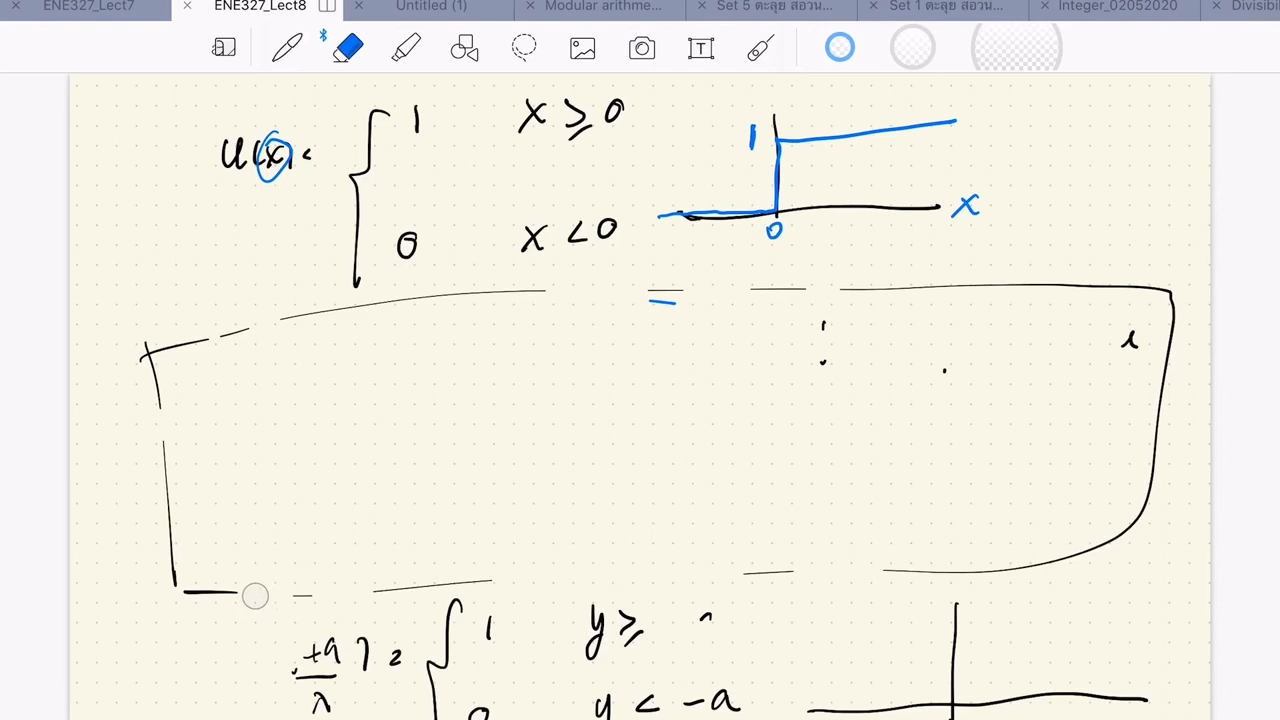 ENE327_Lect7 ENE327_Lect8 Untitled (1) Modular arithme... Set 5 ตะลุย สอวน... Set 1 ตะลุย สอวน... Integer_02052020 Divisibi
T
u(x) = { 1 x ≥ 0
0 x < 0
1
0 x
+a ) = { 1 y ≥
x
0 y < -a